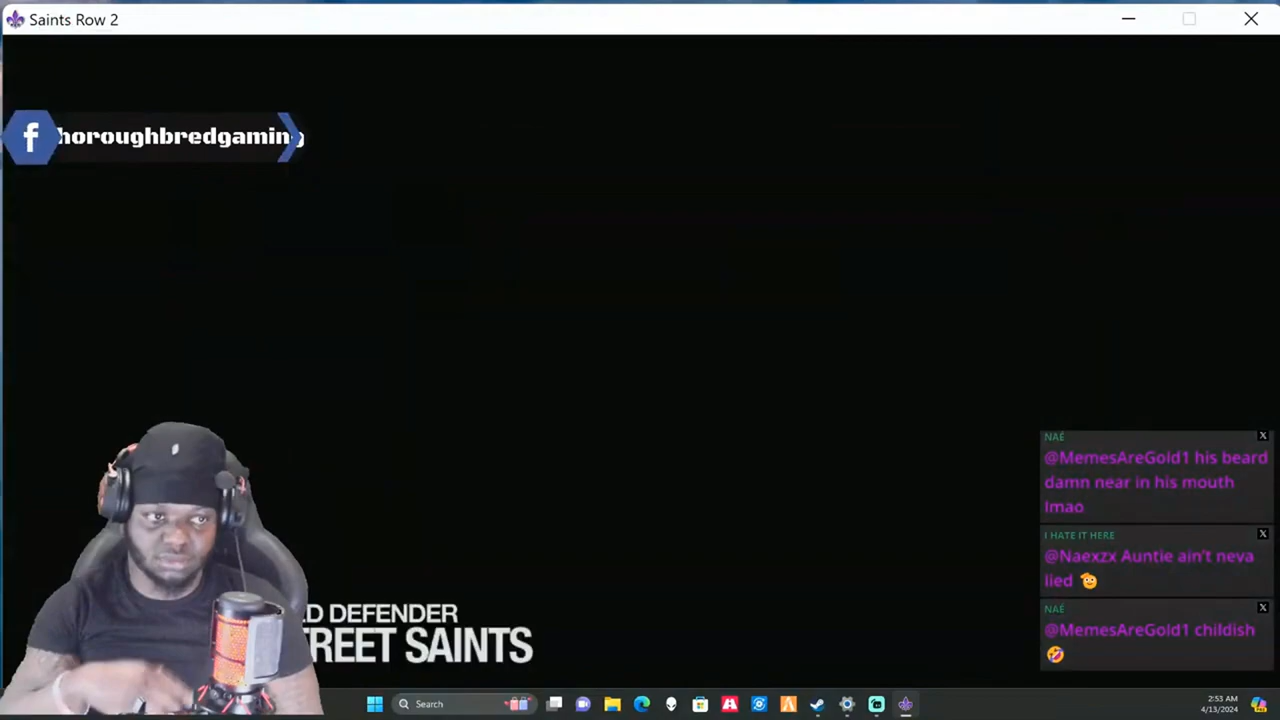 Saints Row 2
f
horoughbredgaming
NAÉ
@MemesAreGold1 his beard
damn near in his mouth
lmao
I HATE IT HERE
@Naexzx Auntie ain't neva
lied
NAÉ
@MemesAreGold1 childish
D DEFENDER
REET SAINTS
Search
2:53 AM
4/13/2024